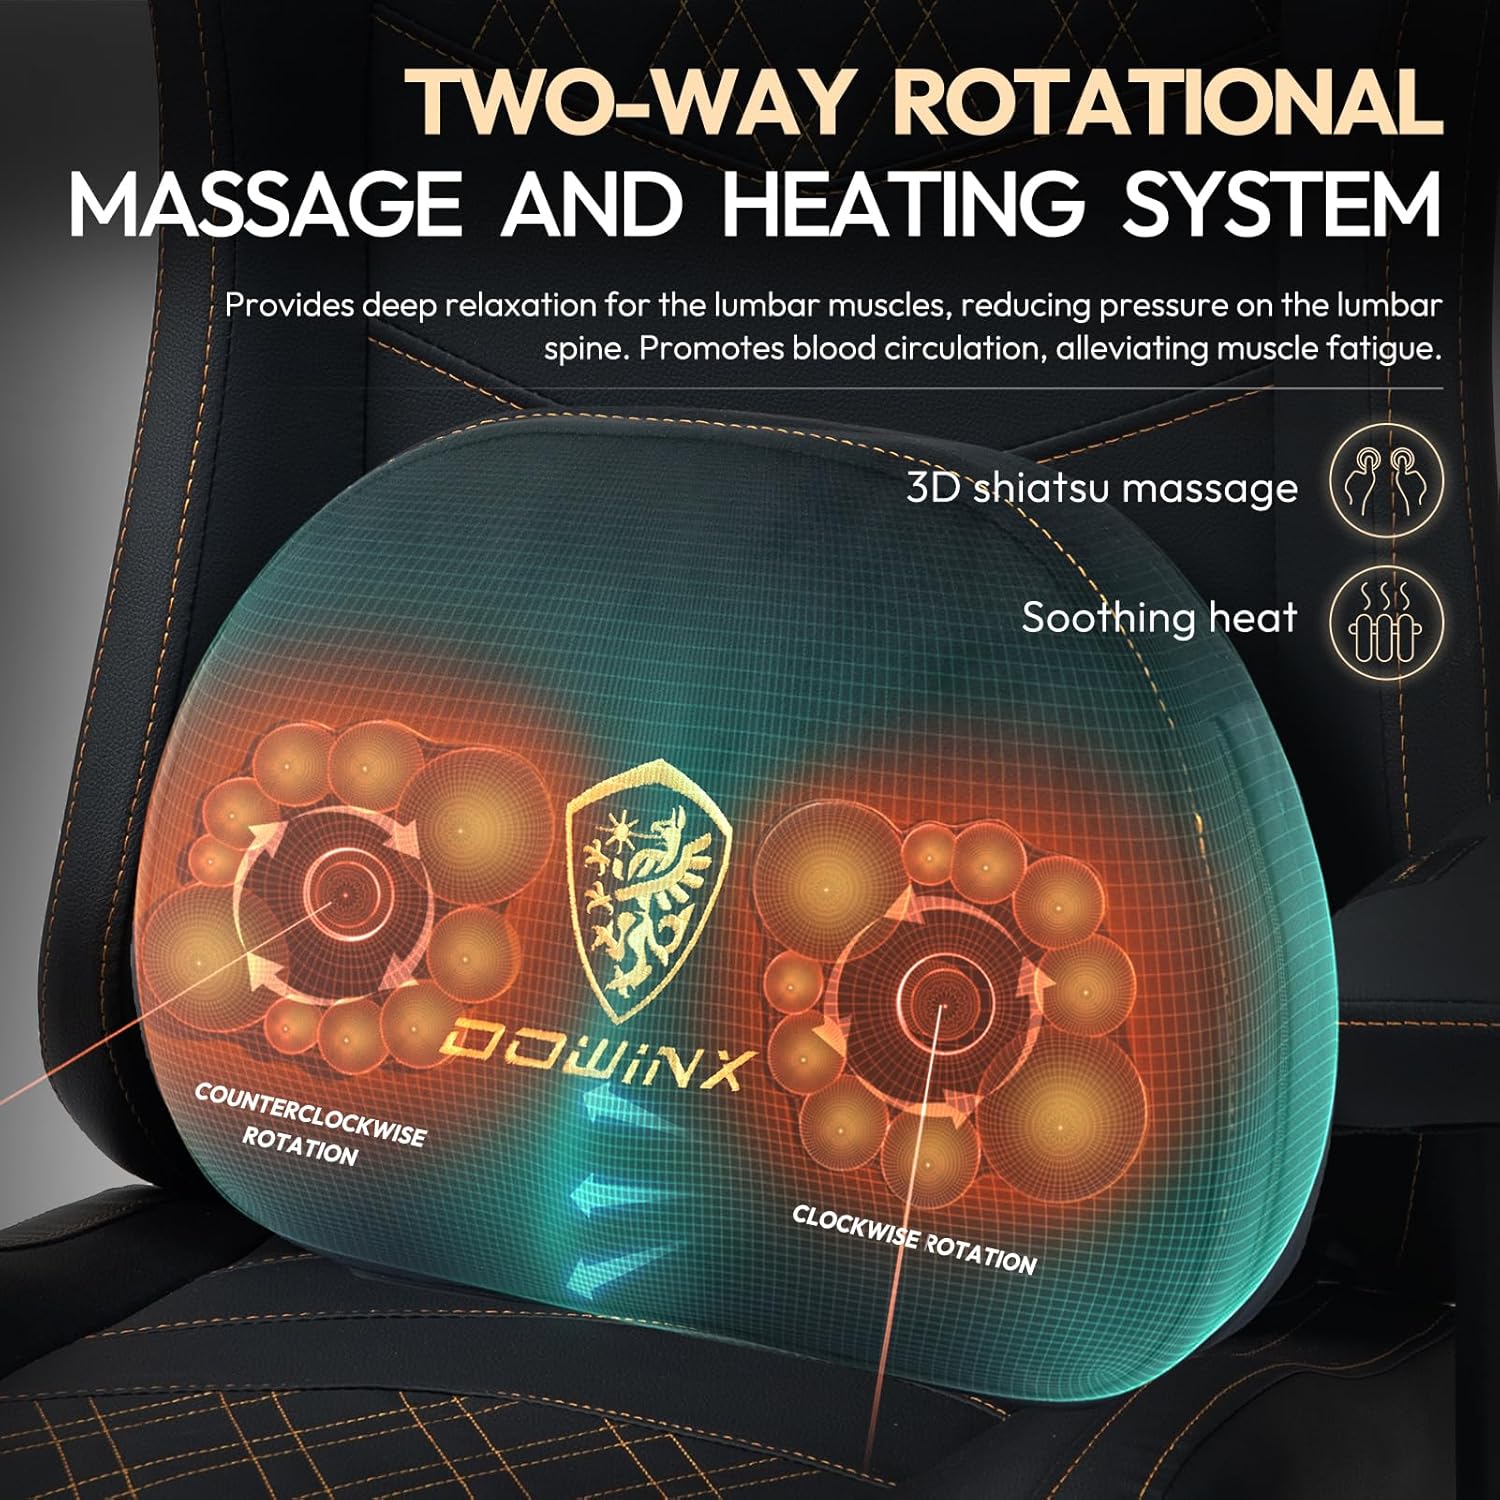 TWO-WAY ROTATIONAL
MASSAGE AND HEATING SYSTEM
Provides deep relaxation for the lumbar muscles, reducing pressure on the lumbar
spine. Promotes blood circulation, alleviating muscle fatigue.
3D shiatsu massage
Soothing heat
DOWINX
COUNTERCLOCKWISE
ROTATION
CLOCKWISE ROTATION